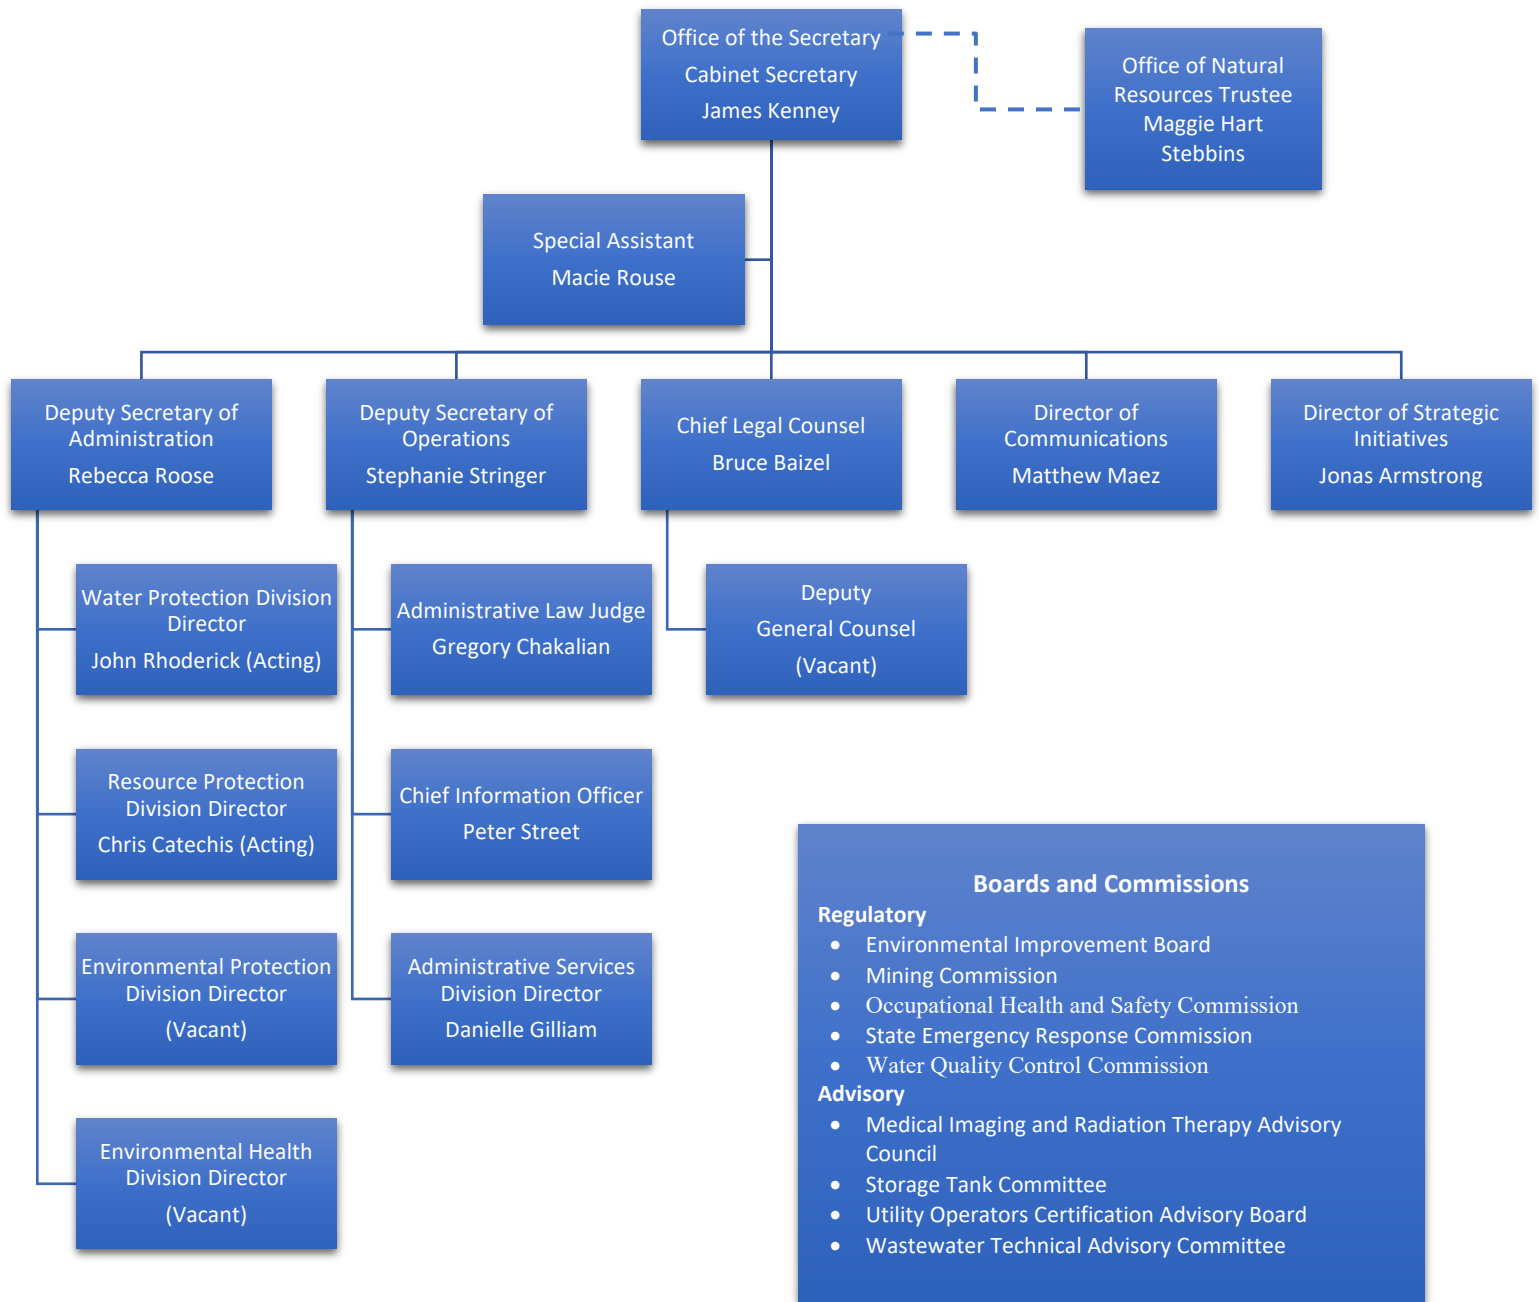 Office of the Secretary
Cabinet Secretary
James Kenney
Office of Natural
Resources Trustee
Maggie Hart
Stebbins
Special Assistant
Macie Rouse
Deputy Secretary of
Administration
Rebecca Roose
Deputy Secretary of
Operations
Stephanie Stringer
Chief Legal Counsel
Bruce Baizel
Director of
Communications
Matthew Maez
Director of Strategic
Initiatives
Jonas Armstrong
Water Protection Division
Director
John Rhoderick (Acting)
Administrative Law Judge
Gregory Chakalian
Deputy
General Counsel
(Vacant)
Resource Protection
Division Director
Chris Catechis (Acting)
Chief Information Officer
Peter Street
Environmental Protection
Division Director
(Vacant)
Administrative Services
Division Director
Danielle Gilliam
Environmental Health
Division Director
(Vacant)
Boards and Commissions
Regulatory
• Environmental Improvement Board
• Mining Commission
• Occupational Health and Safety Commission
• State Emergency Response Commission
• Water Quality Control Commission
Advisory
• Medical Imaging and Radiation Therapy Advisory
Council
• Storage Tank Committee
• Utility Operators Certification Advisory Board
• Wastewater Technical Advisory Committee